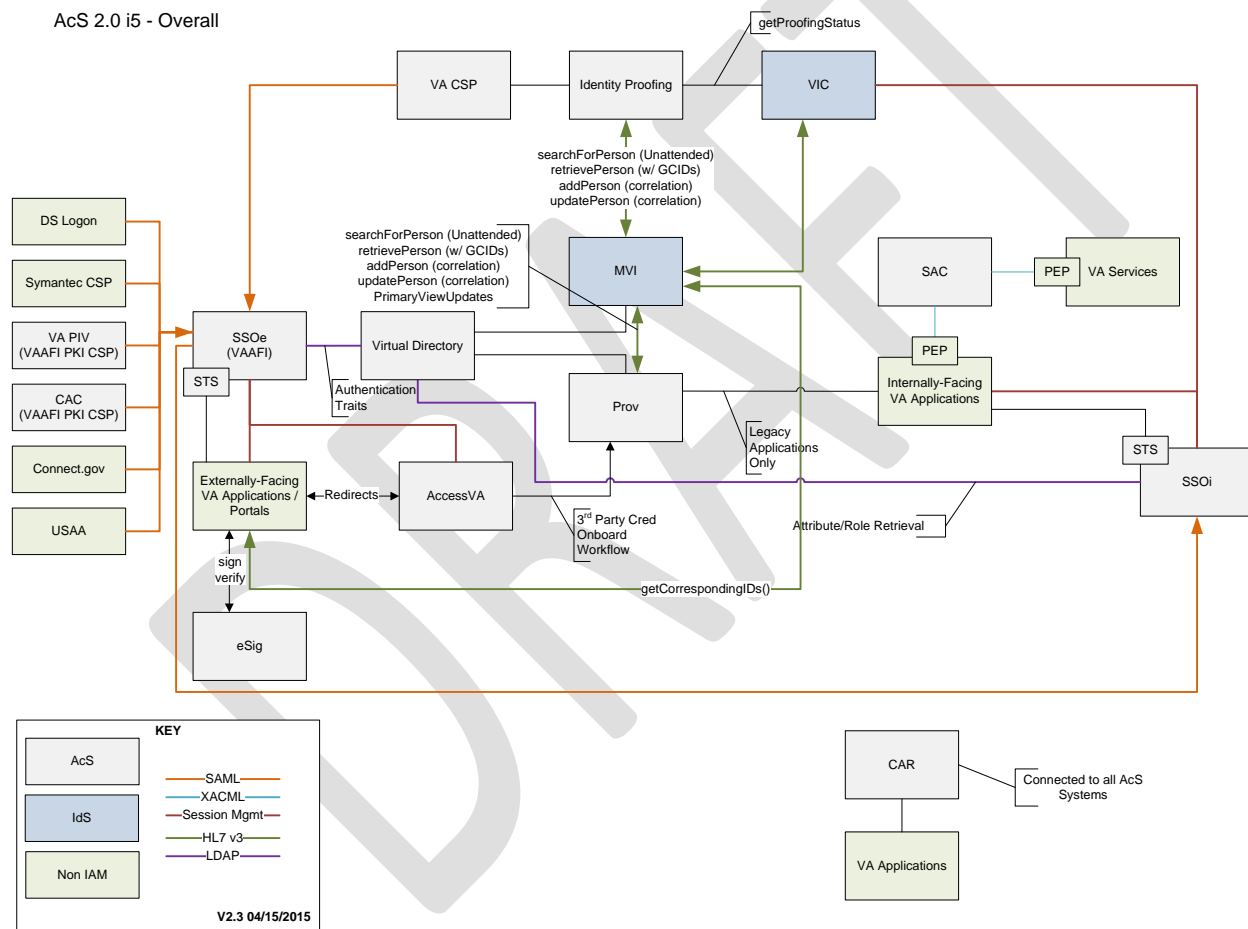 AcS 2.0 i5 - Overall
getProofingStatus
VA CSP
Identity Proofing
VIC
searchForPerson (Unattended)
retrievePerson (w/ GCIDs)
addPerson (correlation)
updatePerson (correlation)
DS Logon
Symantec CSP
VA PIV
(VAAFI PKI CSP)
CAC
(VAAFI PKI CSP)
Connect.gov
USAA
searchForPerson (Unattended)
retrievePerson (w/ GCIDs)
addPerson (correlation)
updatePerson (correlation)
PrimaryViewUpdates
MVI
SAC
PEP
VA Services
SSOe
(VAAFI)
STS
Virtual Directory
Authentication
Traits
Prov
PEP
Internally-Facing
VA Applications
Legacy
Applications
Only
STS
SSOi
Externally-Facing
VA Applications /
Portals
Redirects
AccessVA
3rd Party Cred
Onboard
Workflow
Attribute/Role Retrieval
sign
verify
getCorrespondingIDs()
eSig
KEY
AcS
IdS
Non IAM
SAML
XACML
Session Mgmt
HL7 v3
LDAP
V2.3 04/15/2015
CAR
Connected to all AcS
Systems
VA Applications
DRAFT